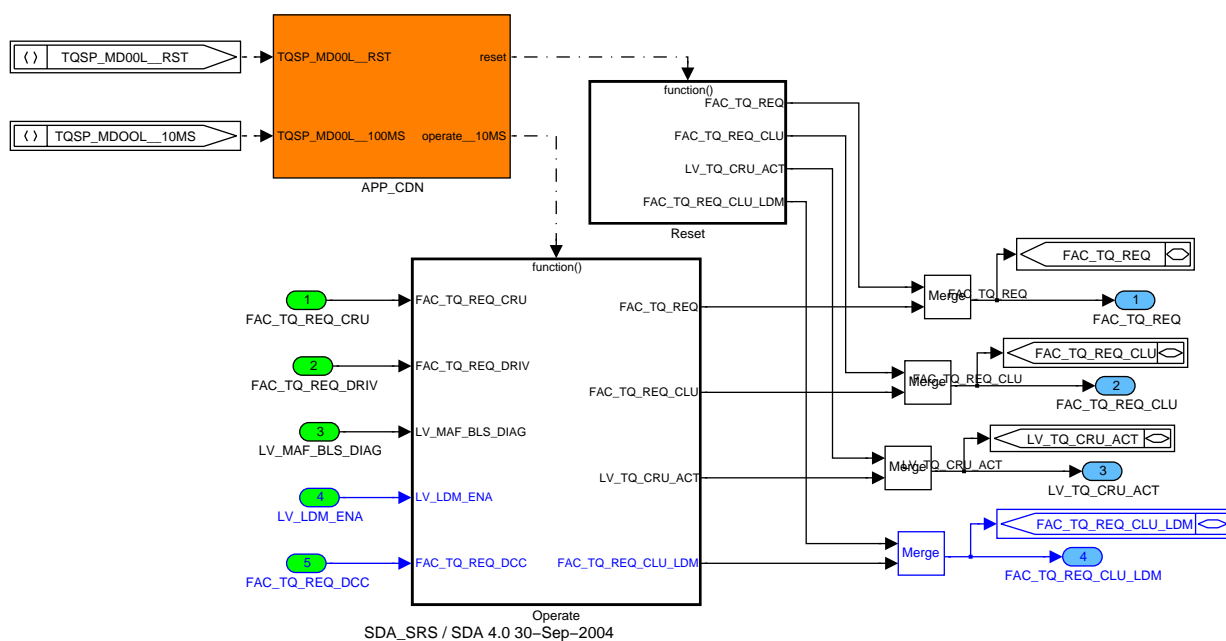 TQSP_MD00L__RST
TQSP_MDOOL__10MS
TQSP_MD00L__RST
reset
TQSP_MD00L__100MS
operate__10MS
APP_CDN
function()
FAC_TQ_REQ
FAC_TQ_REQ_CLU
LV_TQ_CRU_ACT
FAC_TQ_REQ_CLU_LDM
Reset
function()
1
FAC_TQ_REQ_CRU
2
FAC_TQ_REQ_DRIV
3
LV_MAF_BLS_DIAG
4
LV_LDM_ENA
5
FAC_TQ_REQ_DCC
FAC_TQ_REQ_CRU
FAC_TQ_REQ_DRIV
LV_MAF_BLS_DIAG
LV_LDM_ENA
FAC_TQ_REQ_DCC
FAC_TQ_REQ
FAC_TQ_REQ_CLU
LV_TQ_CRU_ACT
FAC_TQ_REQ_CLU_LDM
Operate
Merge
FAC_TQ_REQ
FAC_TQ_REQ
1
FAC_TQ_REQ
Merge
FAC_TQ_REQ_CLU
FAC_TQ_REQ_CLU
2
FAC_TQ_REQ_CLU
Merge
LV_TQ_CRU_ACT
LV_TQ_CRU_ACT
3
LV_TQ_CRU_ACT
Merge
FAC_TQ_REQ_CLU_LDM
4
FAC_TQ_REQ_CLU_LDM
SDA_SRS / SDA 4.0 30−Sep−2004